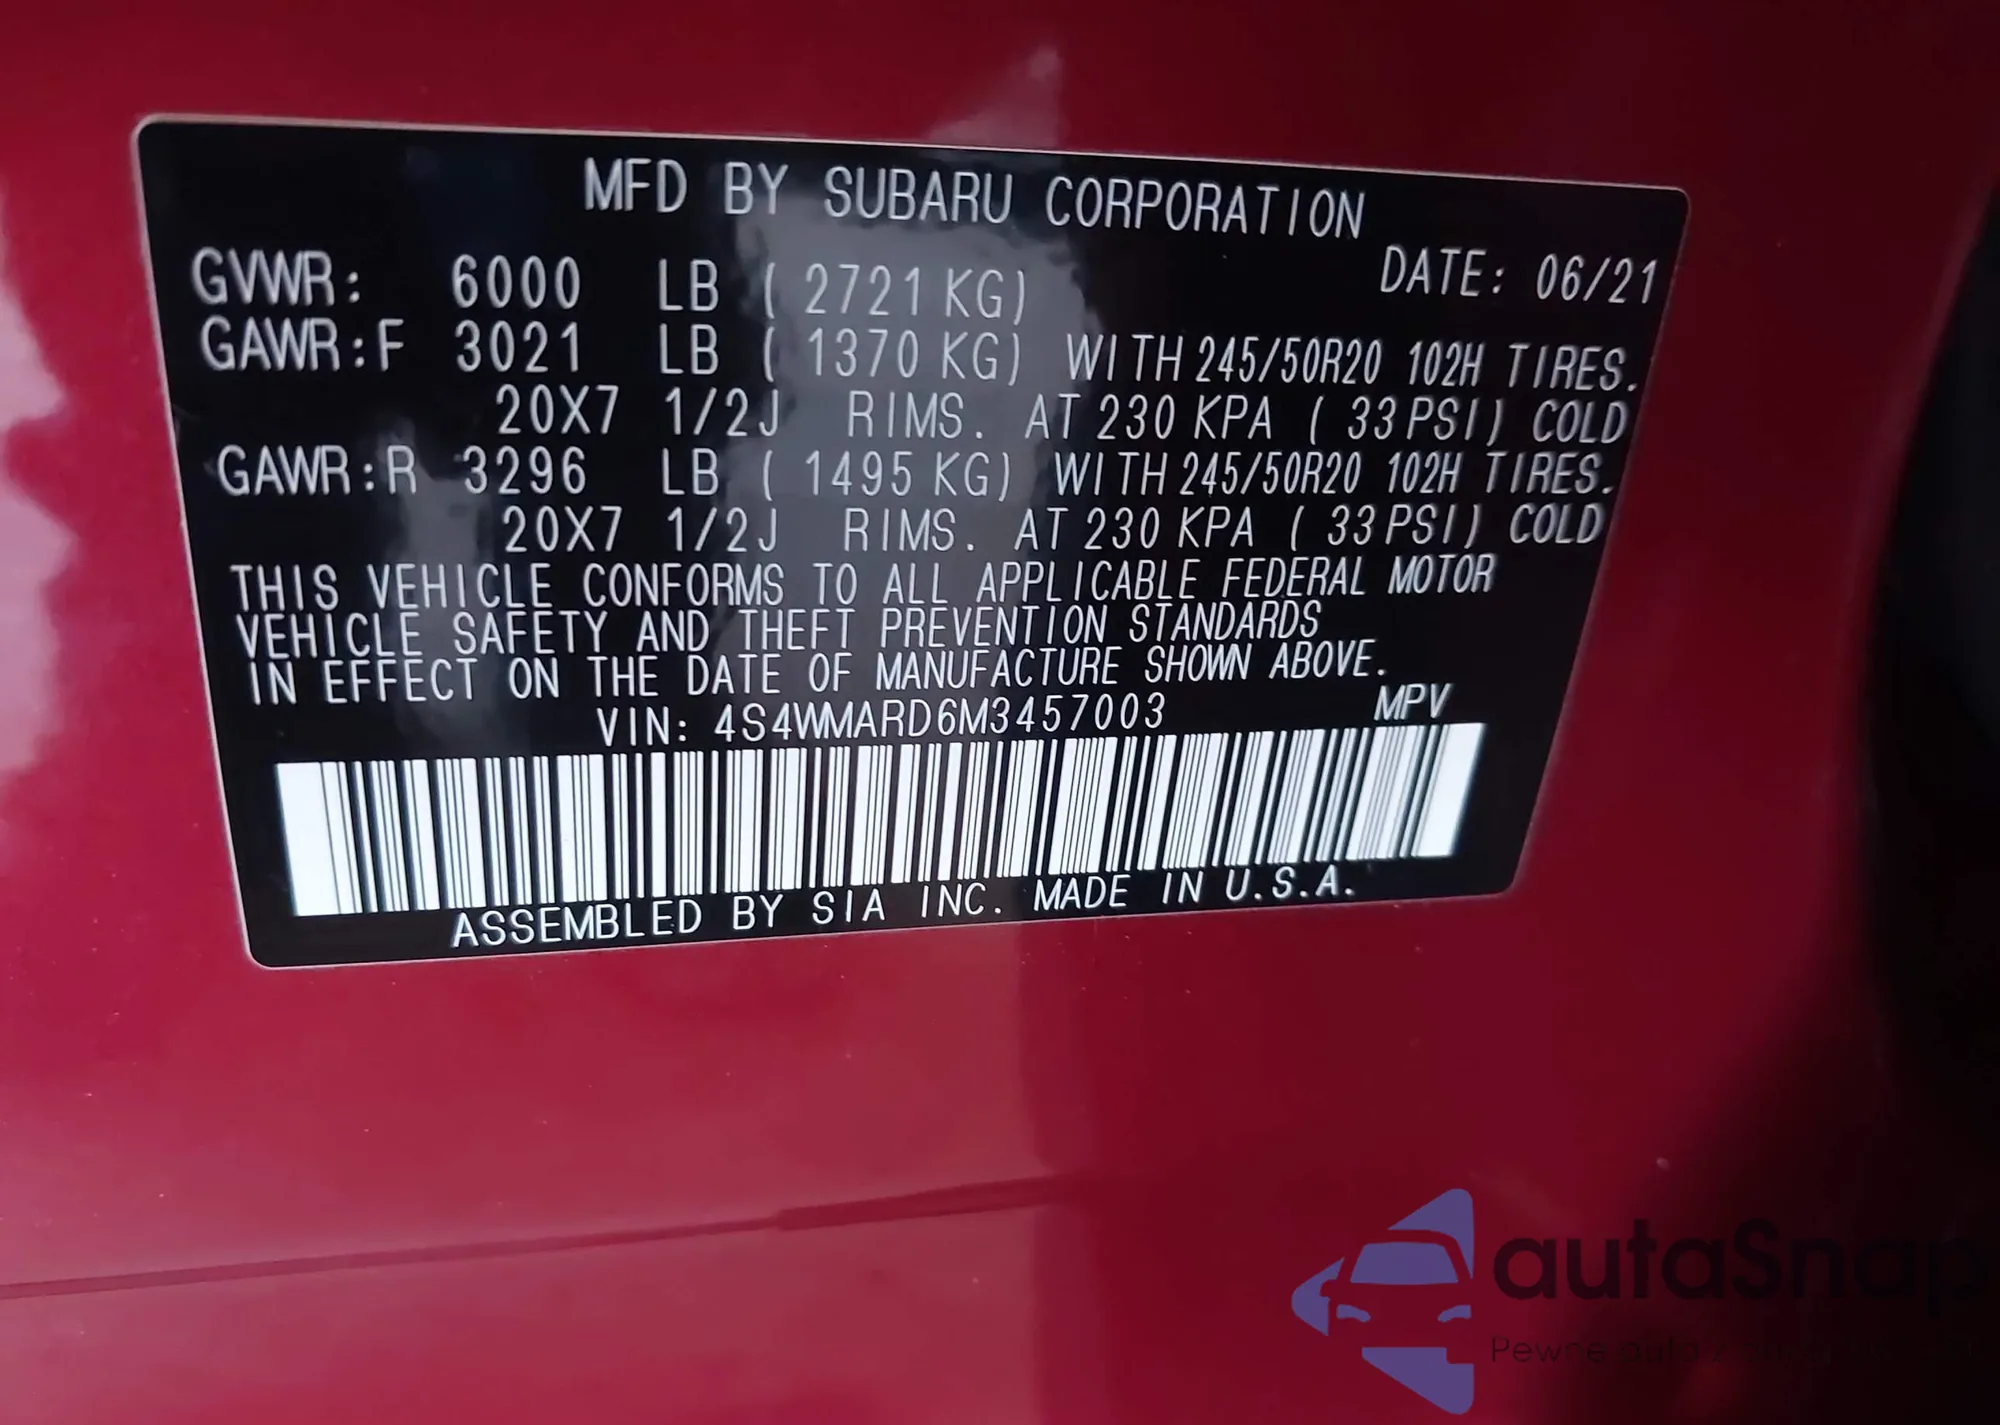 MFD BY SUBARU CORPORATION
GVWR: 6000 LB ( 2721 KG) DATE: 06/21
GAWR:F 3021 LB ( 1370 KG) WITH 245/50R20 102H TIRES.
20X7 1/2J RIMS. AT 230 KPA ( 33 PSI) COLD
GAWR:R 3296 LB ( 1495 KG) WITH 245/50R20 102H TIRES.
20X7 1/2J RIMS. AT 230 KPA ( 33 PSI) COLD
THIS VEHICLE CONFORMS TO ALL APPLICABLE FEDERAL MOTOR
VEHICLE SAFETY AND THEFT PREVENTION STANDARDS
IN EFFECT ON THE DATE OF MANUFACTURE SHOWN ABOVE.
VIN: 4S4WMARD6M3457003 MPV
ASSEMBLED BY SIA INC. MADE IN U.S.A.
autaSnap
Pewne auto z